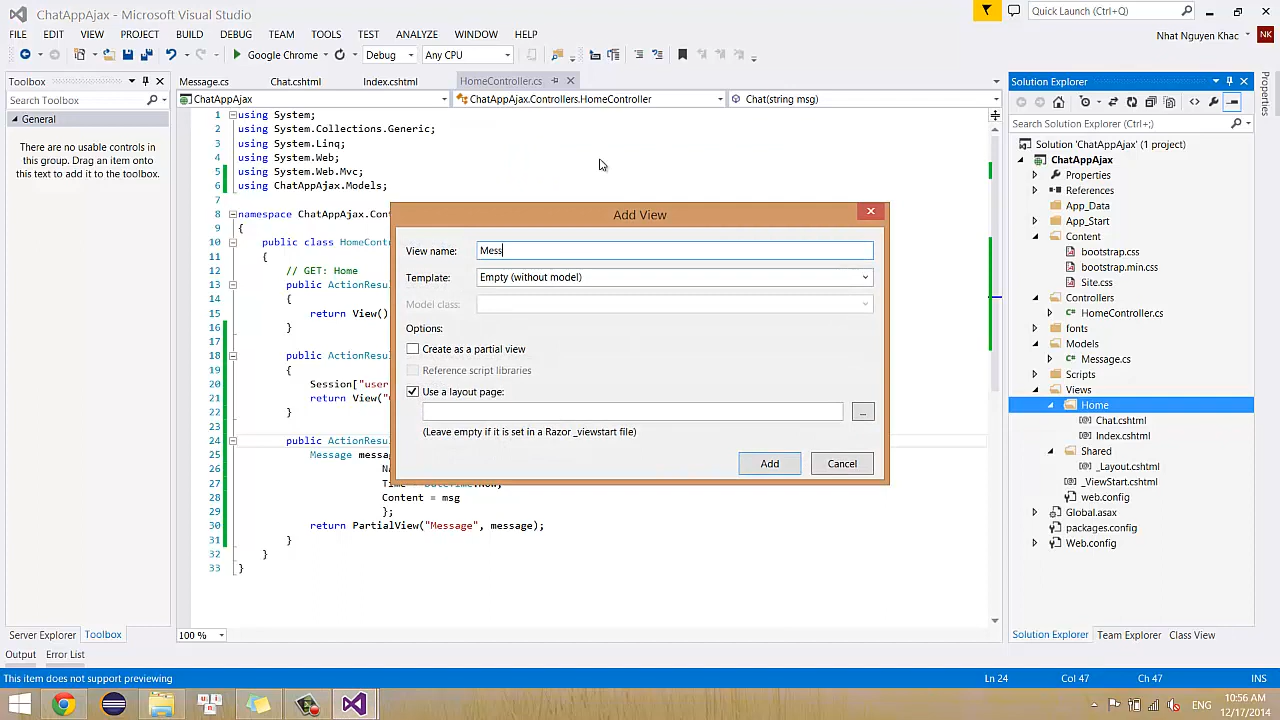 ChatAppAjax - Microsoft Visual Studio
Quick Launch (Ctrl+Q)
FILE EDIT VIEW PROJECT BUILD DEBUG TEAM TOOLS TEST ANALYZE WINDOW HELP
Nhat Nguyen Khac NK
Google Chrome Debug Any CPU
Toolbox
Message.cs Chat.cshtml Index.cshtml HomeController.cs
Solution Explorer
Properties
Search Toolbox
ChatAppAjax ChatAppAjax.Controllers.HomeController Chat(string msg)
General
There are no usable controls in
this group. Drag an item onto
this text to add it to the toolbox.
1 using System;
2 using System.Collections.Generic;
3 using System.Linq;
4 using System.Web;
5 using System.Web.Mvc;
6 using ChatAppAjax.Models;
7
8 namespace ChatAppAjax.Cont
9 {
10 public class HomeContr
11 {
12 // GET: Home
13 public ActionResul
14 {
15 return View()
16 }
17
18 public ActionResul
19 {
20 Session["user
21 return View("
22 }
23
24 public ActionResul
25 Message messag
26 Na
27 Time = DateTime.Now,
28 Content = msg
29 };
30 return PartialView("Message", message);
31 }
32 }
33 }
Add View
View name: Mess
Template: Empty (without model)
Model class:
Options:
Create as a partial view
Reference script libraries
Use a layout page:
...
(Leave empty if it is set in a Razor _viewstart file)
Add Cancel
Search Solution Explorer (Ctrl+;)
Solution 'ChatAppAjax' (1 project)
ChatAppAjax
Properties
References
App_Data
App_Start
Content
bootstrap.css
bootstrap.min.css
Site.css
Controllers
HomeController.cs
fonts
Models
Message.cs
Scripts
Views
Home
Chat.cshtml
Index.cshtml
Shared
_Layout.cshtml
_ViewStart.cshtml
web.config
Global.asax
packages.config
Web.config
Server Explorer Toolbox
100 %
Solution Explorer Team Explorer Class View
Output Error List
This item does not support previewing
Ln 24 Col 47 Ch 47 INS
ENG
10:56 AM
12/17/2014